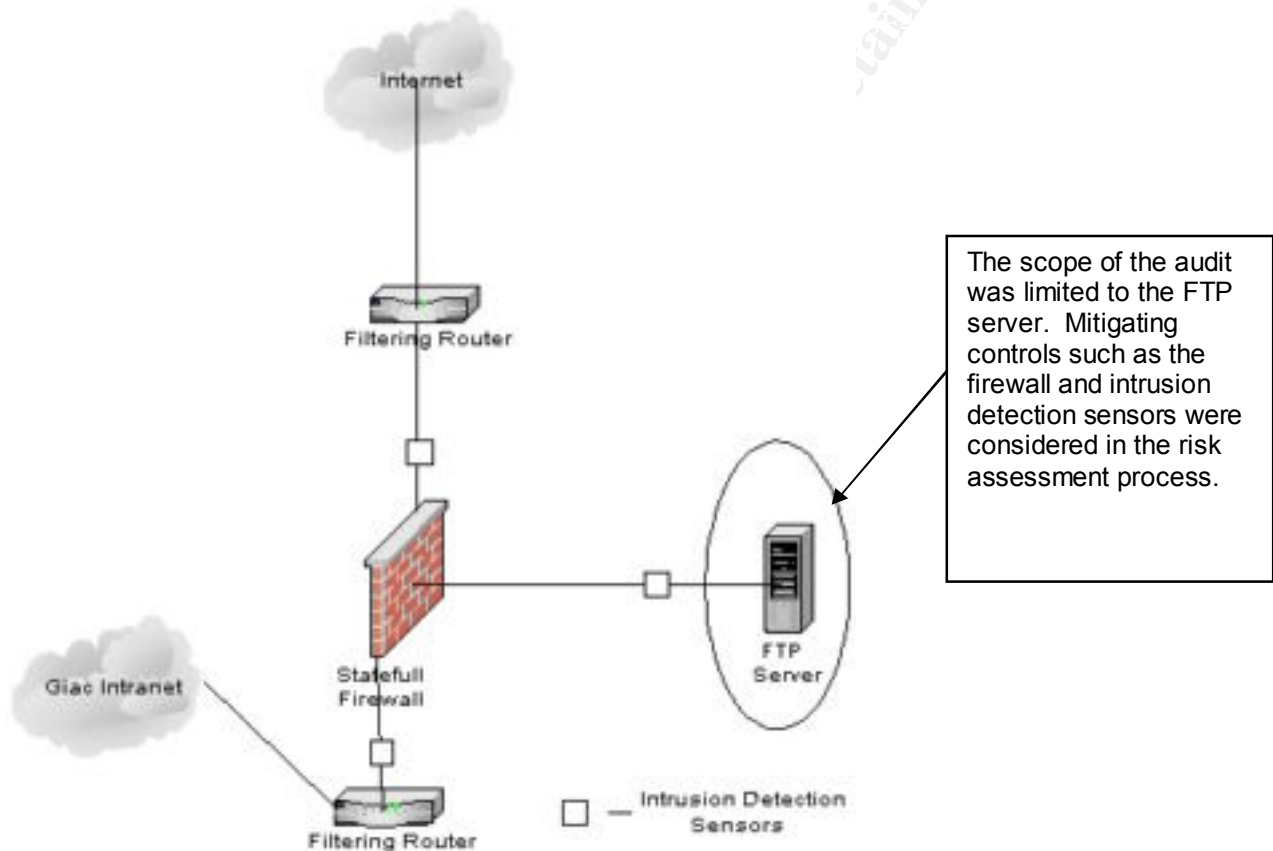 Internet
Filtering Router
The scope of the audit
was limited to the FTP
server. Mitigating
controls such as the
firewall and intrusion
detection sensors were
considered in the risk
assessment process.
FTP
Server
Statefull
Firewall
Giac Intranet
Intrusion Detection
Sensors
Filtering Router